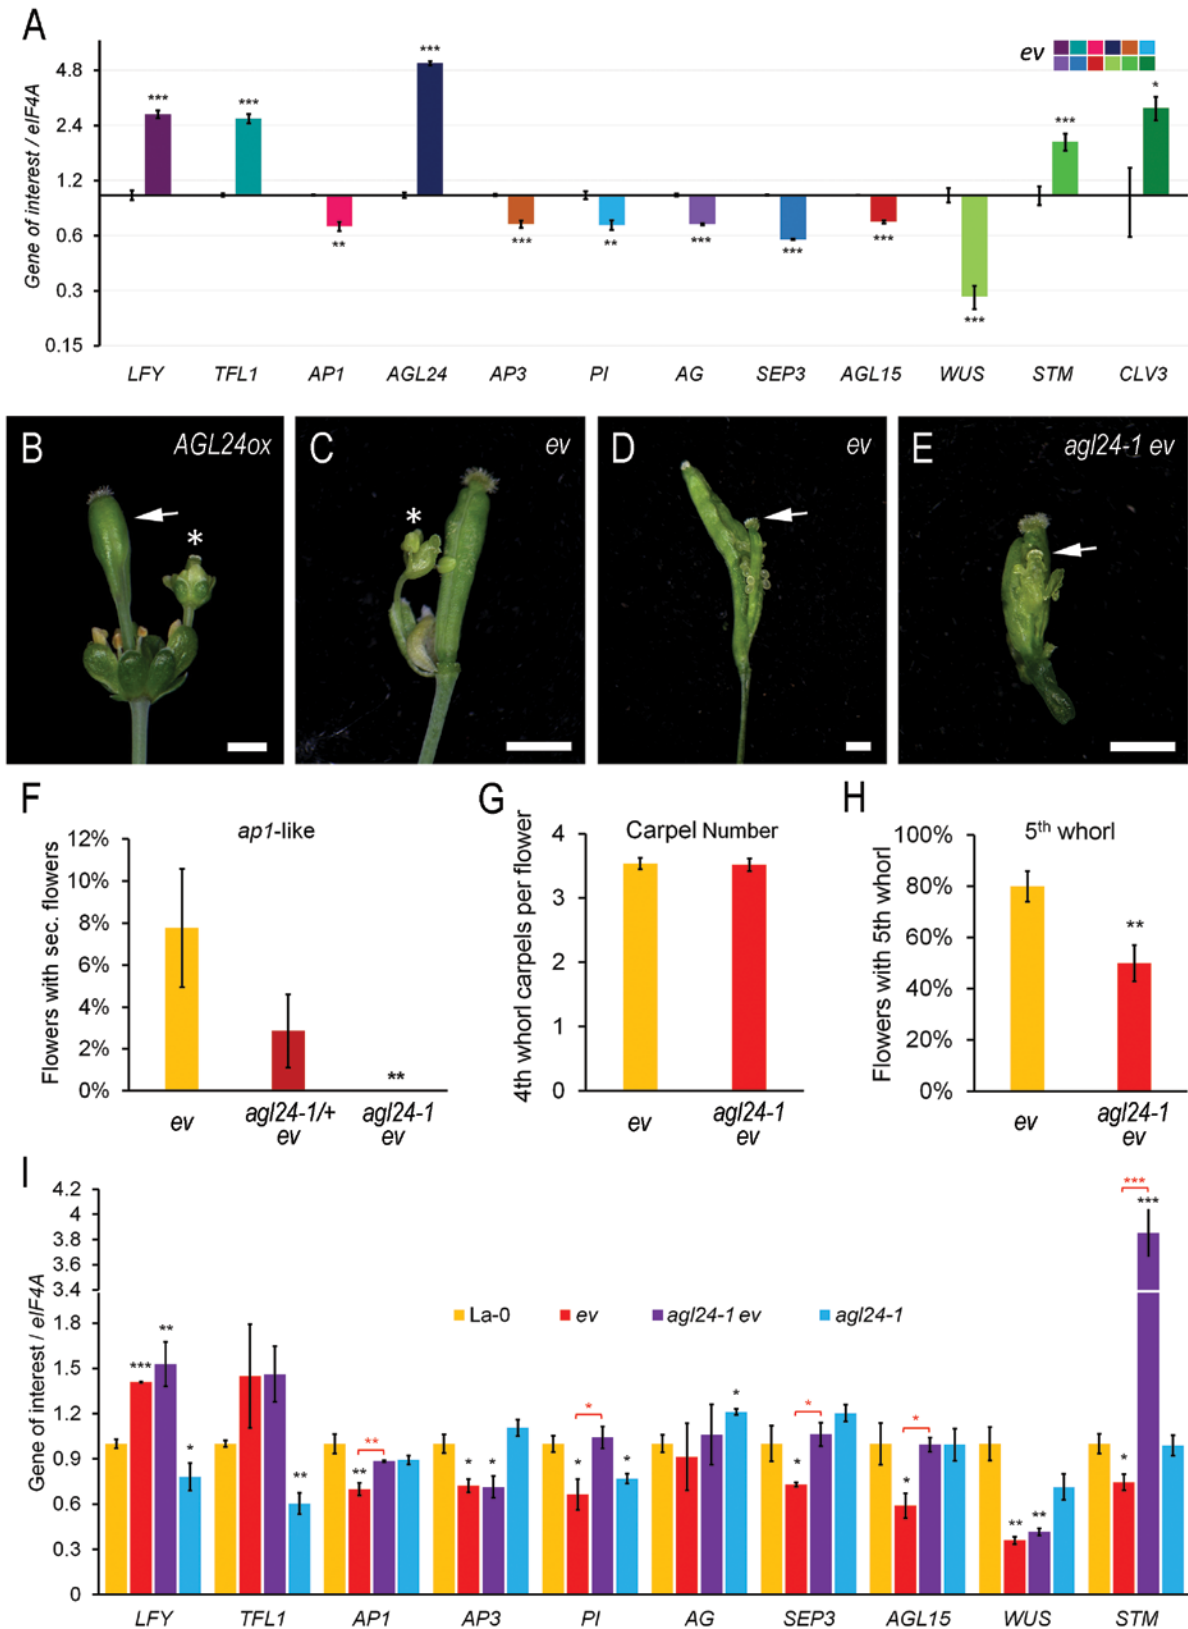 A
Gene of interest / eIF4A
4.8
2.4
1.2
0.6
0.3
0.15
ev
***
***
**
***
***
**
***
***
***
***
***
*
LFY TFL1 AP1 AGL24 AP3 PI AG SEP3 AGL15 WUS STM CLV3
B AGL24ox
*
C ev
*
D ev
E agl24-1 ev
F
ap1-like
Flowers with sec. flowers
12%
10%
8%
6%
4%
2%
0%
**
ev agl24-1/+ ev agl24-1 ev
G
Carpel Number
4th whorl carpels per flower
4
3
2
1
0
ev agl24-1 ev
H
5th whorl
Flowers with 5th whorl
100%
80%
60%
40%
20%
0%
**
ev agl24-1 ev
I
Gene of interest / eIF4A
4.2
4
3.8
3.6
3.4
1.8
1.5
1.2
0.9
0.6
0.3
0
La-0 ev agl24-1 ev agl24-1
*** ** *
**
** **
* *
* * *
*
* *
* *
** **
* *** ***
LFY TFL1 AP1 AP3 PI AG SEP3 AGL15 WUS STM